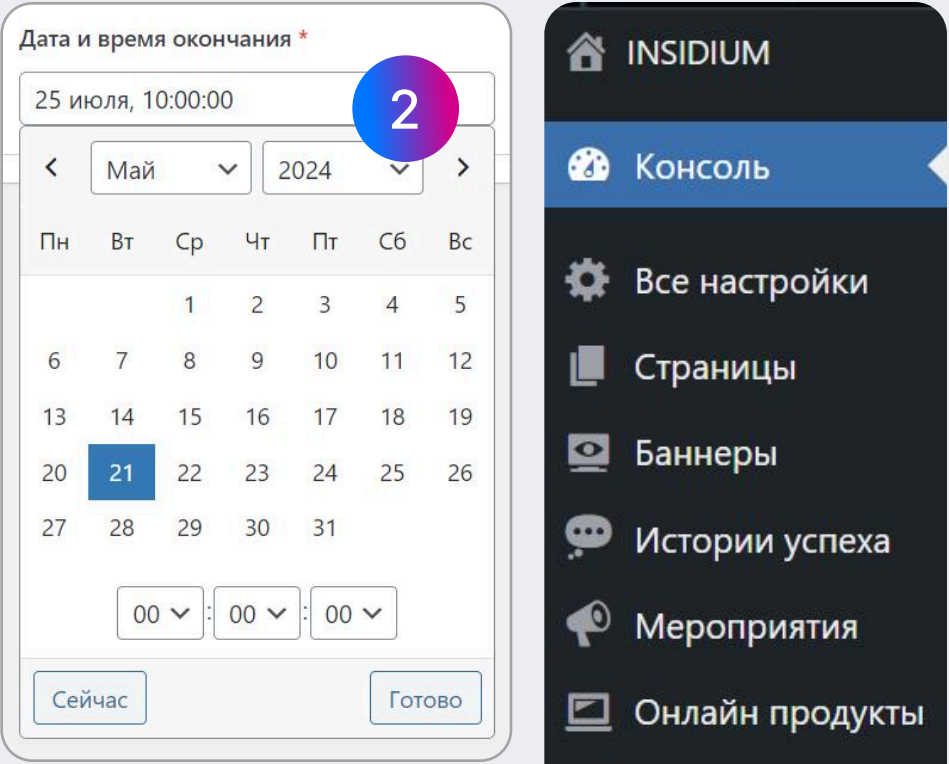 Дата и время окончания *
25 июля, 10:00:00
2
Май 2024
Пн Вт Ср Чт Пт Сб Вс
1 2 3 4 5
6 7 8 9 10 11 12
13 14 15 16 17 18 19
20 21 22 23 24 25 26
27 28 29 30 31
00 : 00 : 00
Сейчас Готово
INSIDIUM
Консоль
Все настройки
Страницы
Баннеры
Истории успеха
Мероприятия
Онлайн продукты